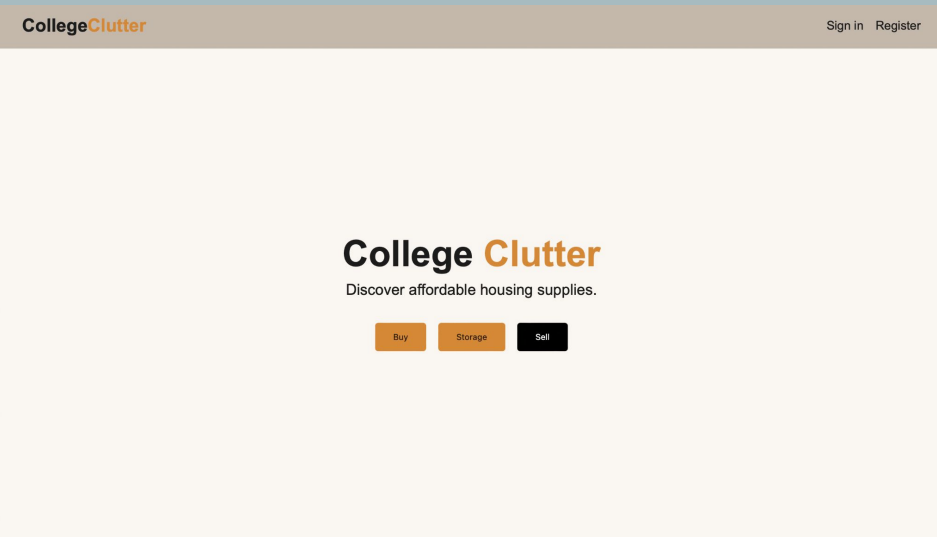 CollegeClutter
Sign in Register
College Clutter
Discover affordable housing supplies.
Buy Storage Sell